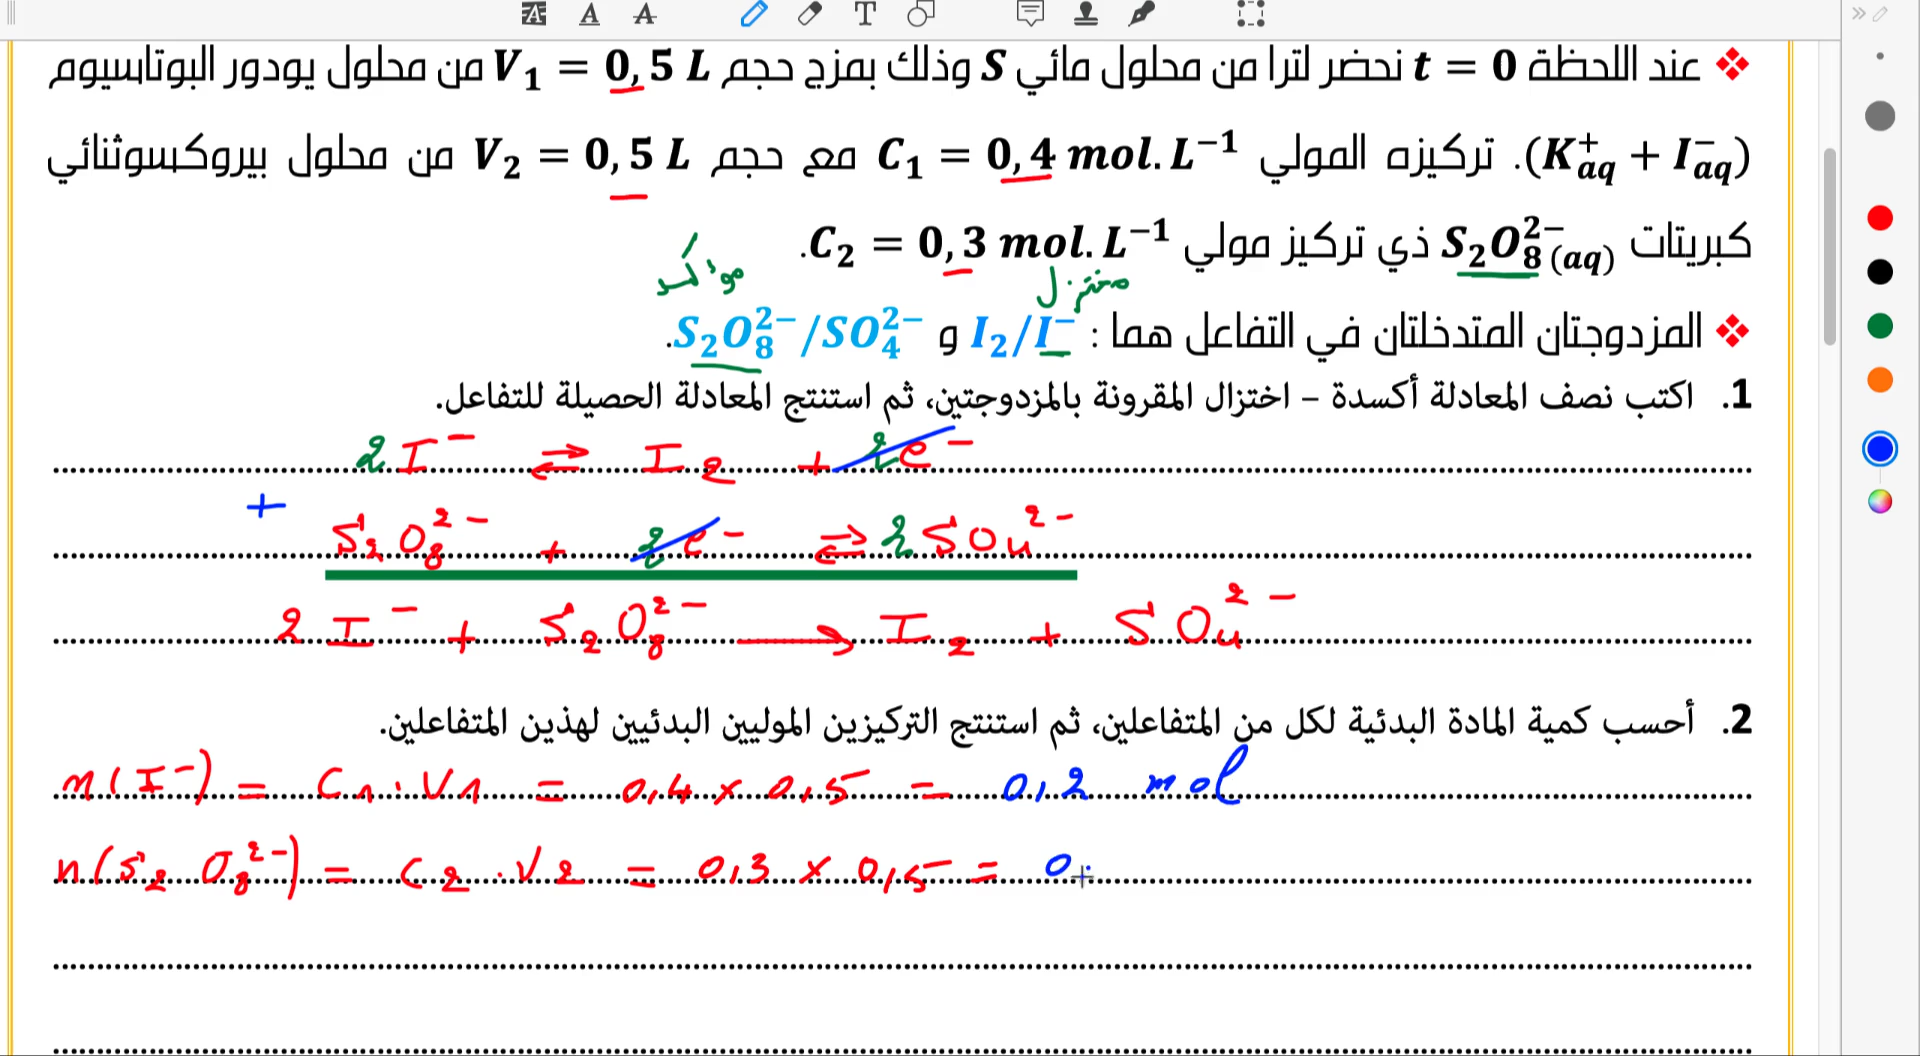 ❖ عند اللحظة t = 0 نحضر لترا من محلول مائي S وذلك بمزج حجم V₁ = 0,5 L من محلول يودور البوتاسيوم
(K⁺aq + I⁻aq). تركيزه المولي C₁ = 0,4 mol.L⁻¹ مع حجم V₂ = 0,5 L من محلول بيروكسوثنائي
كبريتات S₂O₈²⁻(aq) ذي تركيز مولي C₂ = 0,3 mol.L⁻¹.
مختزل
❖ المزدوجتان المتدخلتان في التفاعل هما : I₂/I⁻ و S₂O₈²⁻/SO₄²⁻.
1. اكتب نصف المعادلة أكسدة – اختزال المقرونة بالمزدوجتين، ثم استنتج المعادلة الحصيلة للتفاعل.
2I⁻ ⇌ I₂ + 2e⁻
+
S₂O₈²⁻ + 2e⁻ ⇌ 2SO₄²⁻
2I⁻ + S₂O₈²⁻ → I₂ + SO₄²⁻
2. أحسب كمية المادة البدئية لكل من المتفاعلين، ثم استنتج التركيزين الموليين البدئيين لهذين المتفاعلين.
n(I⁻) = C₁.V₁ = 0,4 × 0,5 = 0,2 mol
n(S₂O₈²⁻) = C₂.V₂ = 0,3 × 0,5 = 0